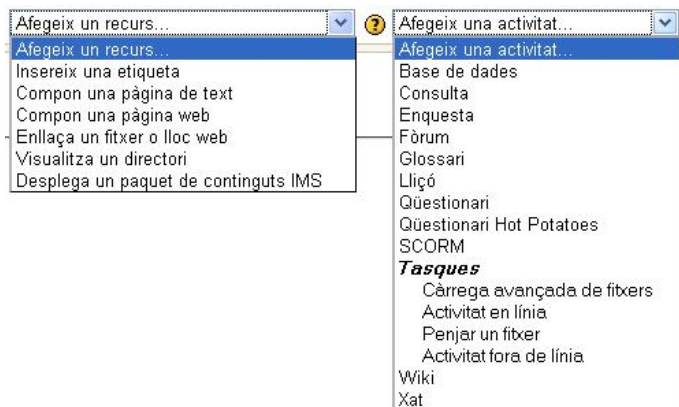 Afegeix un recurs...
Afegeix un recurs...
Insereix una etiqueta
Compon una pàgina de text
Compon una pàgina web
Enllaça un fitxer o lloc web
Visualitza un directori
Desplega un paquet de continguts IMS
?
Afegeix una activitat...
Afegeix una activitat...
Base de dades
Consulta
Enquesta
Fòrum
Glossari
Lliçó
Qüestionari
Qüestionari Hot Potatoes
SCORM
Tasques
Càrrega avançada de fitxers
Activitat en línia
Penjar un fitxer
Activitat fora de línia
Wiki
Xat